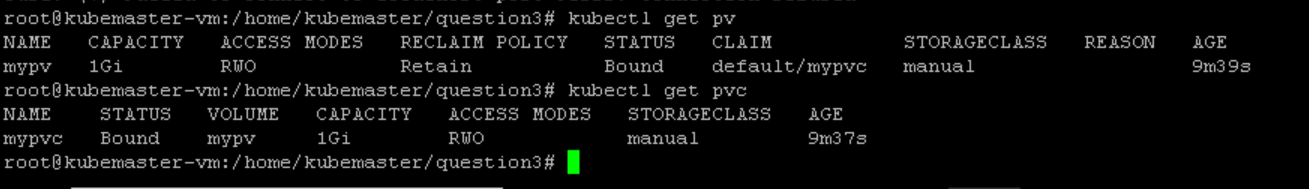 root@kubemaster-vm:/home/kubemaster/question3# kubectl get pv
NAME CAPACITY ACCESS MODES RECLAIM POLICY STATUS CLAIM STORAGECLASS REASON AGE
mypv 1Gi RWO Retain Bound default/mypvc manual 9m39s
root@kubemaster-vm:/home/kubemaster/question3# kubectl get pvc
NAME STATUS VOLUME CAPACITY ACCESS MODES STORAGECLASS AGE
mypvc Bound mypv 1Gi RWO manual 9m37s
root@kubemaster-vm:/home/kubemaster/question3#